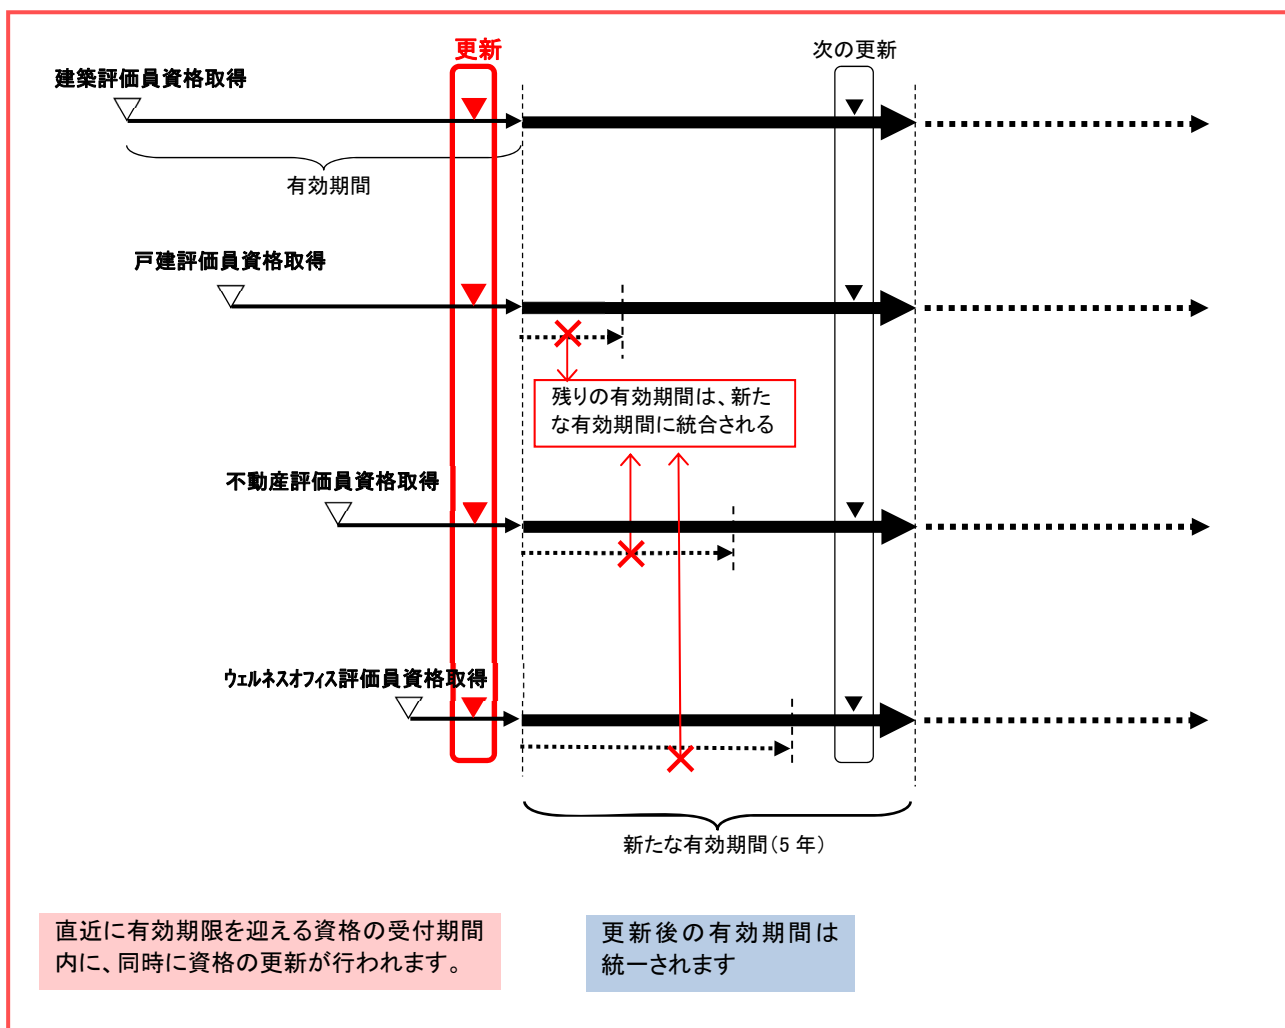 更新
次の更新
建築評価員資格取得
有効期間
戸建評価員資格取得
残りの有効期間は、新た
な有効期間に統合される
不動産評価員資格取得
ウェルネスオフィス評価員資格取得
新たな有効期間(5 年)
直近に有効期限を迎える資格の受付期間
内に、同時に資格の更新が行われます。
更新後の有効期間は
統一されます